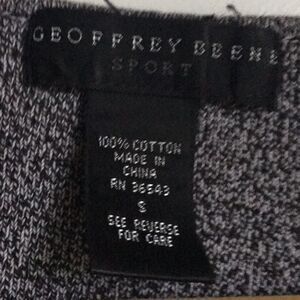 GEOFFREY BEENE
SPORT
100% COTTON
MADE IN
CHINA
RN 36543
S
SEE REVERSE
FOR CARE